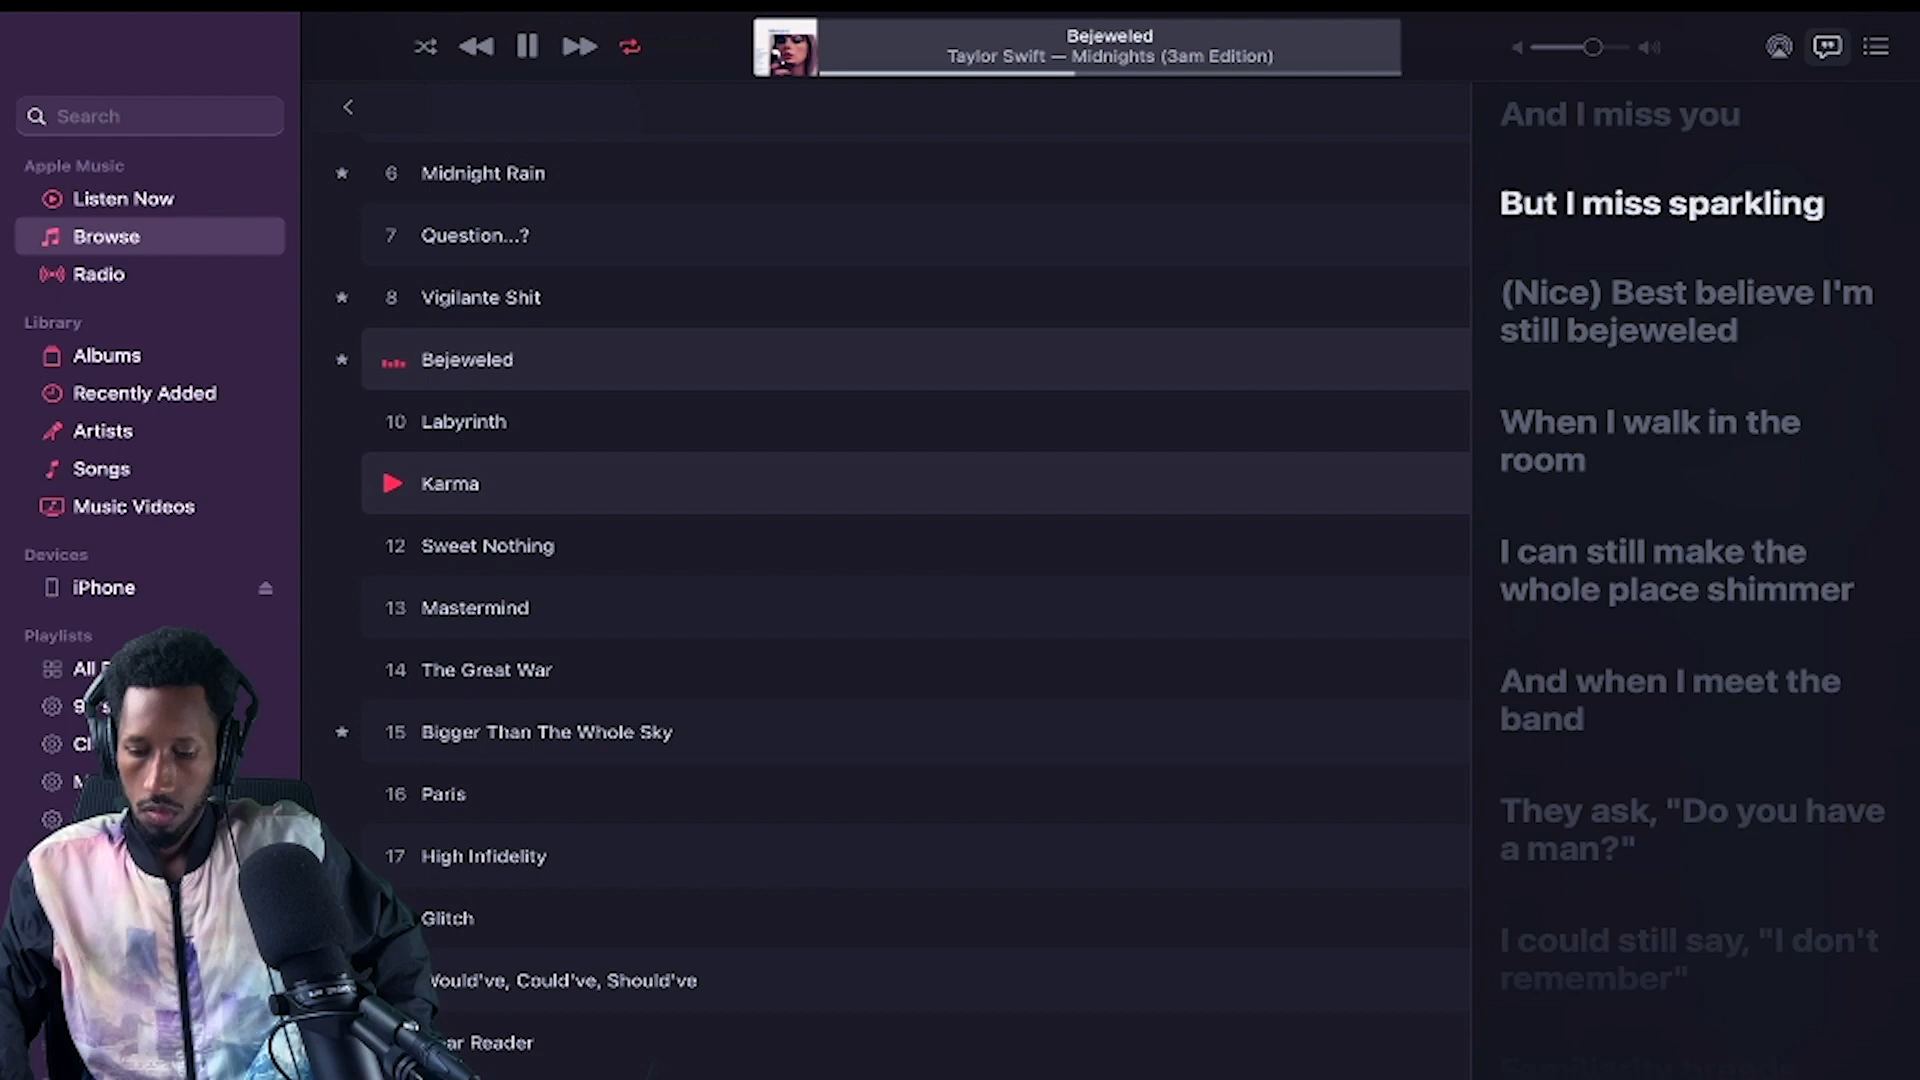 Bejeweled
Taylor Swift — Midnights (3am Edition)
Search
Apple Music
Listen Now
Browse
Radio
Library
Albums
Recently Added
Artists
Songs
Music Videos
Devices
iPhone
Playlists
All
6 Midnight Rain
7 Question...?
8 Vigilante Shit
Bejeweled
10 Labyrinth
Karma
12 Sweet Nothing
13 Mastermind
14 The Great War
15 Bigger Than The Whole Sky
16 Paris
17 High Infidelity
Glitch
Would've, Could've, Should've
Reader
And I miss you
But I miss sparkling
(Nice) Best believe I'm
still bejeweled
When I walk in the
room
I can still make the
whole place shimmer
And when I meet the
band
They ask, "Do you have
a man?"
I could still say, "I don't
remember"